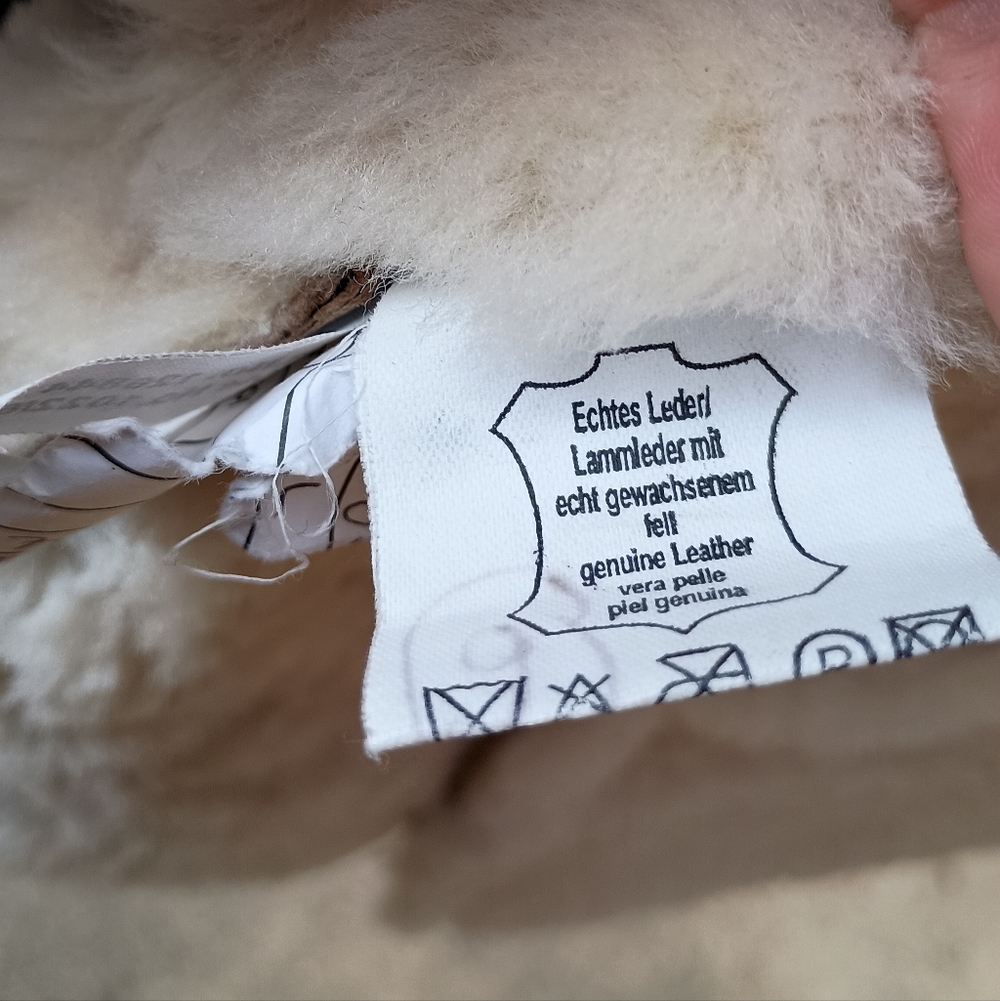 Echtes Leder/
Lammleder mit
echt gewachsenem
fell
genuine Leather
vera pelle
piel genuina
P